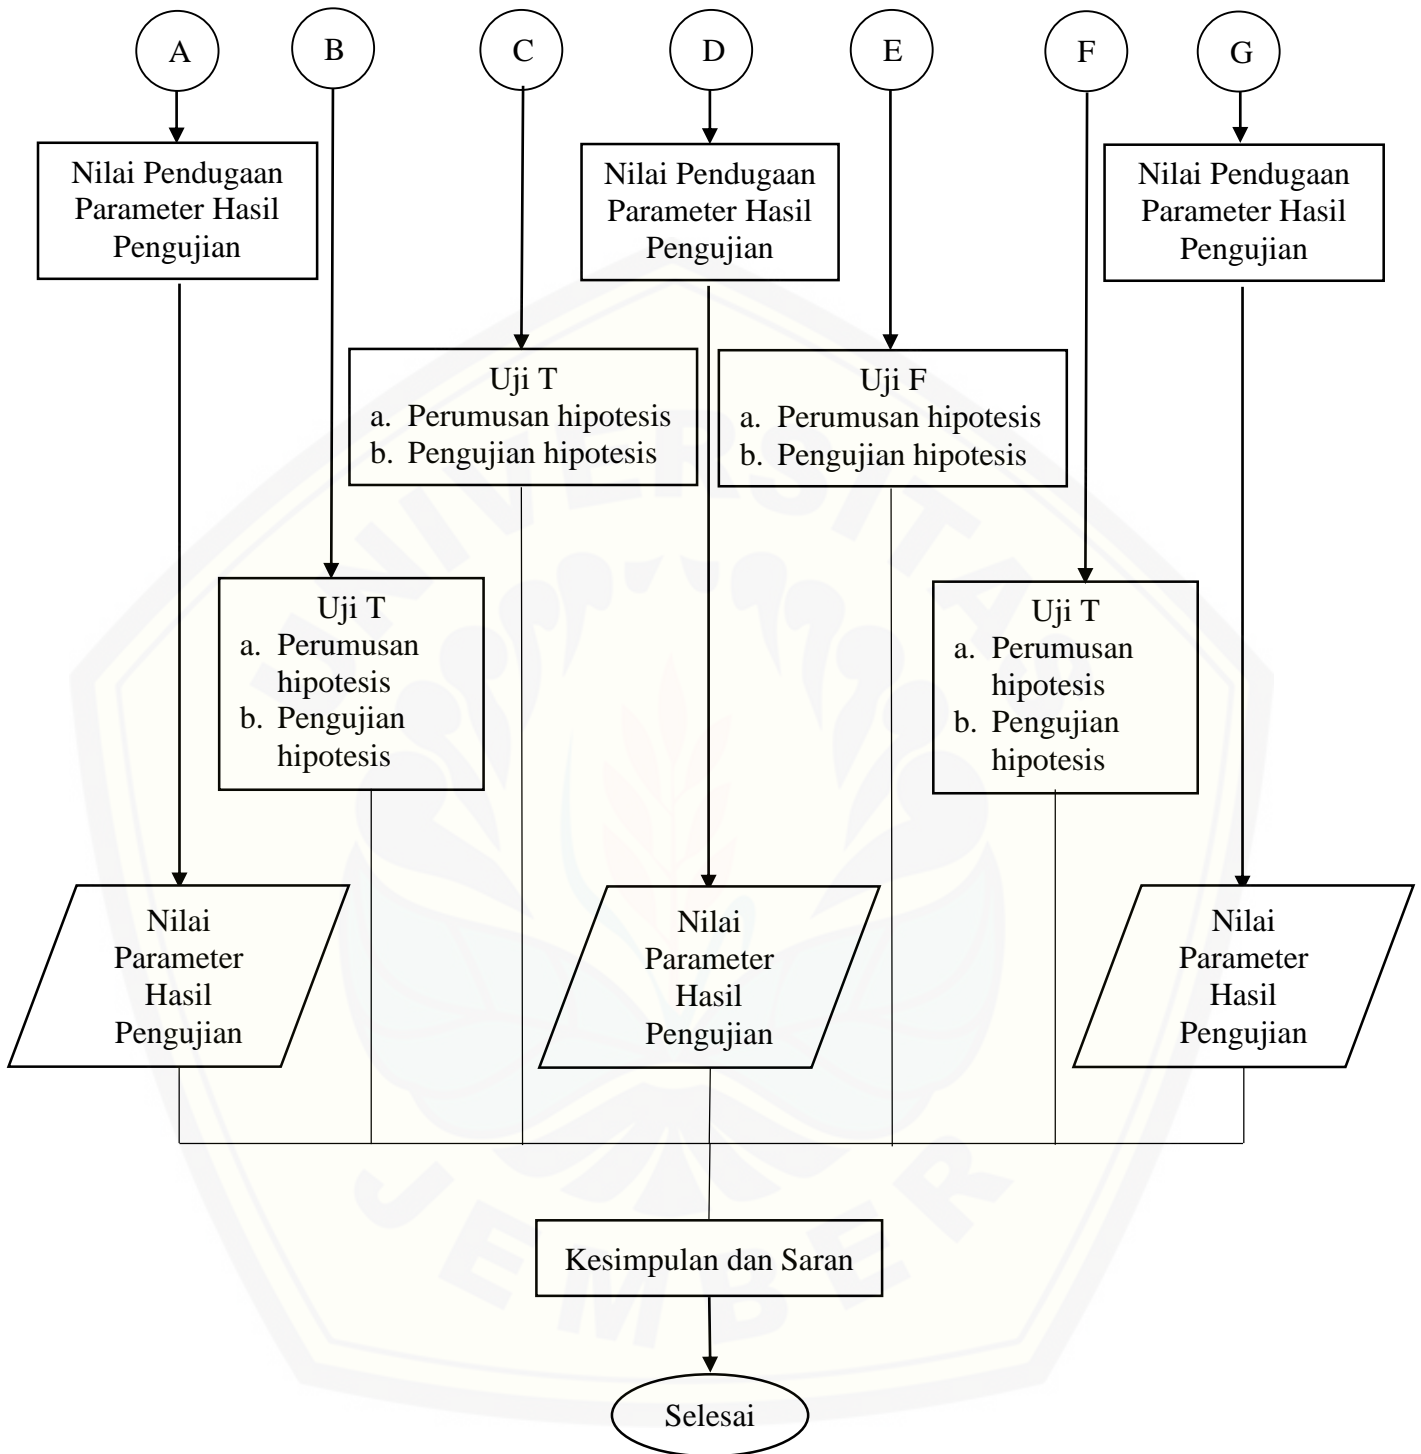 A
B
C
D
E
F
G
Nilai Pendugaan
Parameter Hasil
Pengujian
Nilai Pendugaan
Parameter Hasil
Pengujian
Nilai Pendugaan
Parameter Hasil
Pengujian
Uji T
a. Perumusan hipotesis
b. Pengujian hipotesis
Uji F
a. Perumusan hipotesis
b. Pengujian hipotesis
Uji T
a. Perumusan
hipotesis
b. Pengujian
hipotesis
Uji T
a. Perumusan
hipotesis
b. Pengujian
hipotesis
Nilai
Parameter
Hasil
Pengujian
Nilai
Parameter
Hasil
Pengujian
Nilai
Parameter
Hasil
Pengujian
Kesimpulan dan Saran
Selesai
UNIVERSITAS
JEMBER